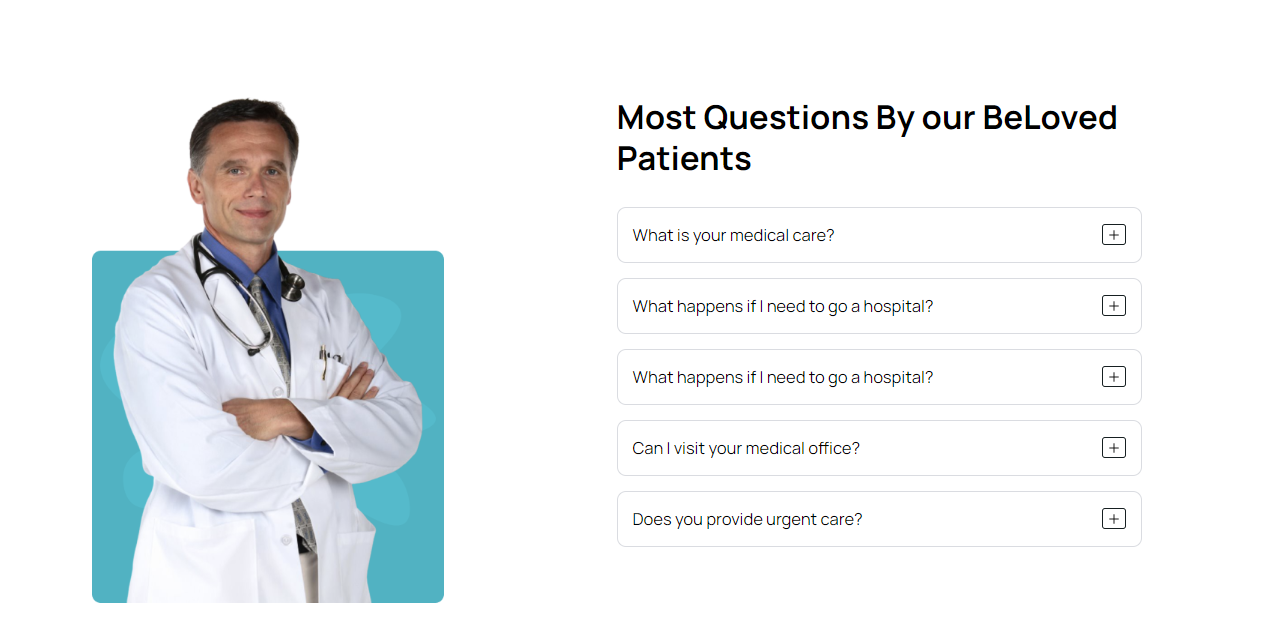 Most Questions By our BeLoved
Patients
What is your medical care?
What happens if I need to go a hospital?
What happens if I need to go a hospital?
Can I visit your medical office?
Does you provide urgent care?